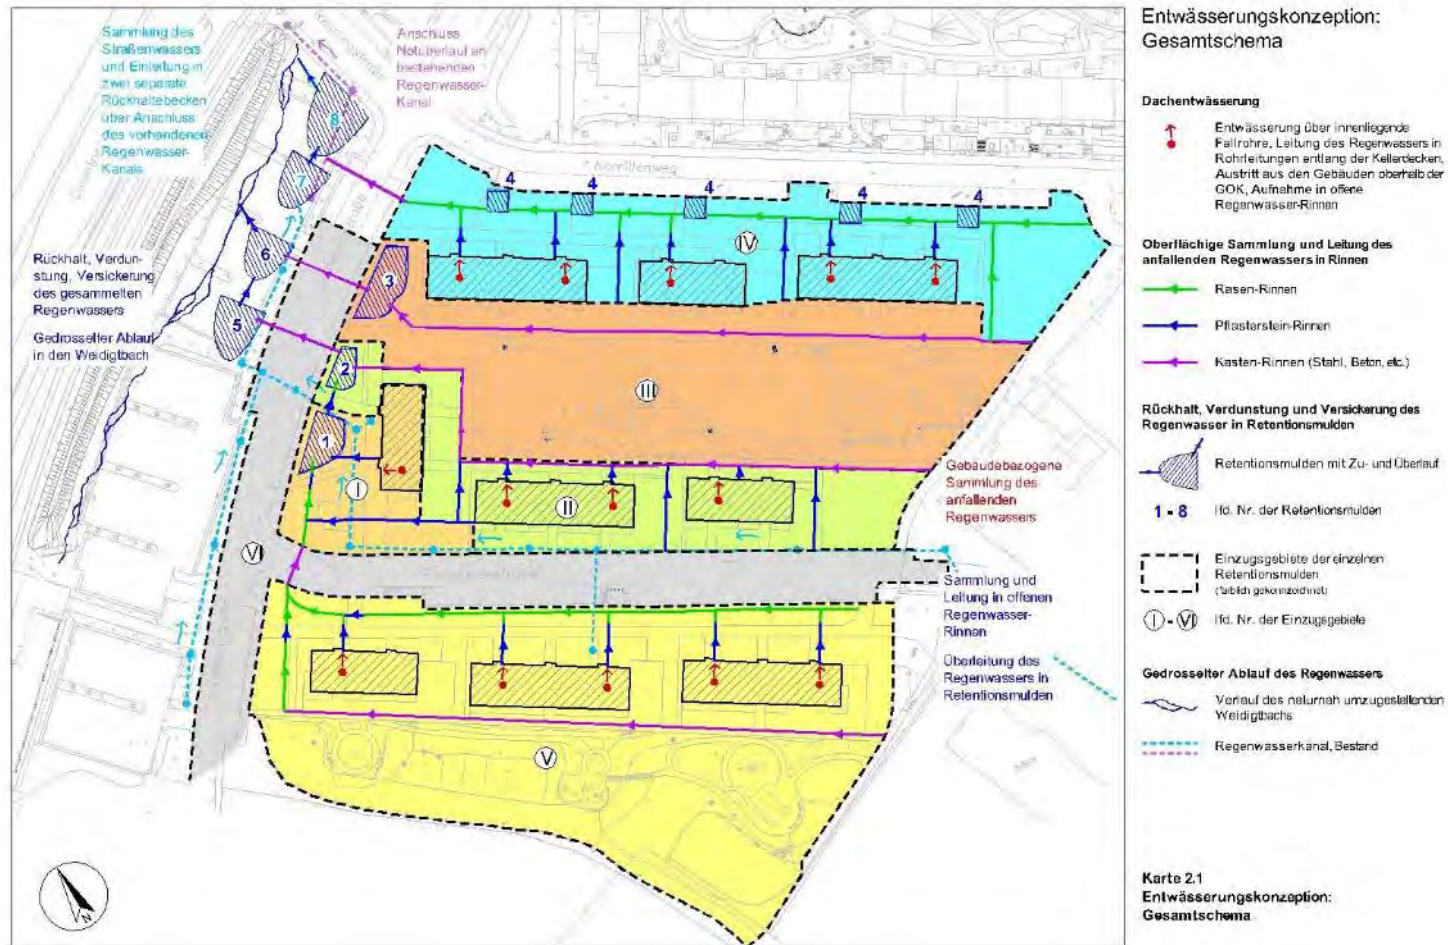 Entwässerungskonzeption:
Gesamtschema
Sammlung des
Straßenwassers
und Einleitung in
zwei separate
Rückhaltebecken
über Anschluss
des vorhandenen
Regenwasser-
Kanals
Anschluss
Notüberlauf an
bestehenden
Regenwasser-
Kanal
8
7
6
5
Rückhalt, Verdun-
stung, Versickerung
des gesammelten
Regenwassers
Gedrosselter Ablauf
in den Weidigtbach
4
4
4
4
4
IV
3
2
1
III
I
II
VI
V
Gebäudebezogene
Sammlung des
anfallenden
Regenwassers
Sammlung und
Leitung in offenen
Regenwasser-
Rinnen
Überleitung des
Regenwassers in
Retentionsmulden
N
Dachentwässerung
Entwässerung über innenliegende
Fallrohre, Leitung des Regenwassers in
Rohrleitungen entlang der Kellerdecken,
Austritt aus den Gebäuden oberhalb der
GOK, Aufnahme in offene
Regenwasser-Rinnen
Oberflächige Sammlung und Leitung des
anfallenden Regenwassers in Rinnen
Rasen-Rinnen
Pflasterstein-Rinnen
Kasten-Rinnen (Stahl, Beton, etc.)
Rückhalt, Verdunstung und Versickerung des
Regenwasser in Retentionsmulden
Retentionsmulden mit Zu- und Überlauf
1 - 8 lfd. Nr. der Retentionsmulden
Einzugsgebiete der einzelnen
Retentionsmulden
(farblich gekennzeichnet)
I - VI lfd. Nr. der Einzugsgebiete
Gedrosselter Ablauf des Regenwassers
Verlauf des naturnah umzugestaltenden
Weidigtbachs
Regenwasserkanal, Bestand
Karte 2.1
Entwässerungskonzeption:
Gesamtschema